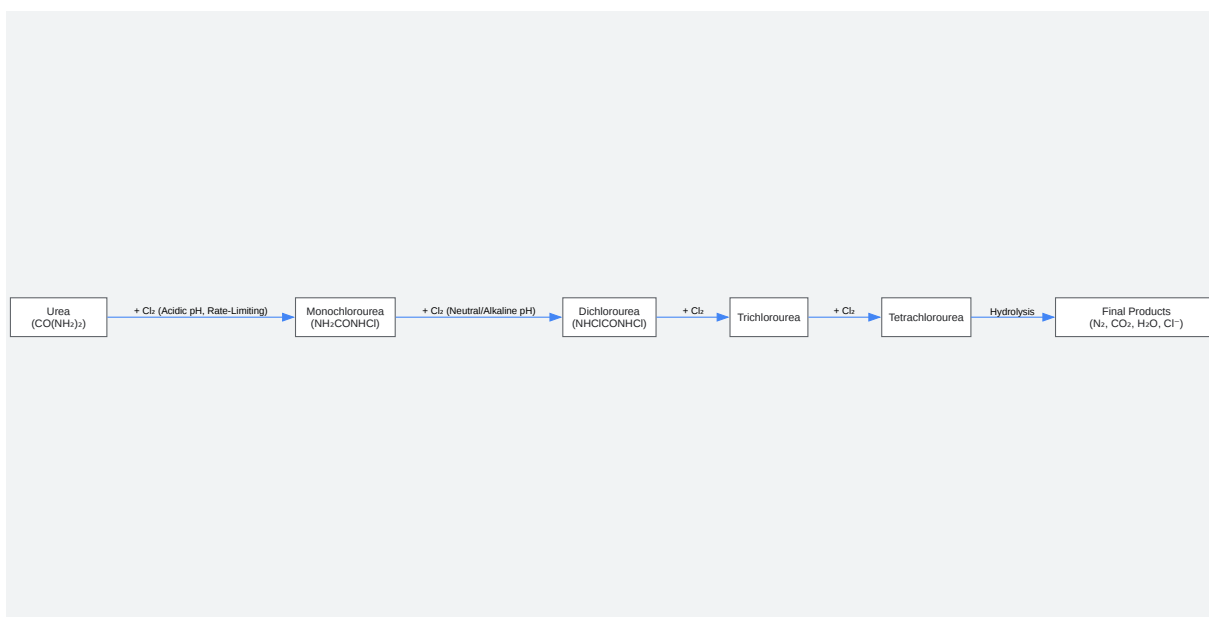 Urea
(CO(NH₂)₂)
+ Cl₂ (Acidic pH, Rate-Limiting)
Monochlorourea
(NH₂CONHCl)
+ Cl₂ (Neutral/Alkaline pH)
Dichlorourea
(NHClCONHCl)
+ Cl₂
Trichlorourea
+ Cl₂
Tetrachlorourea
Hydrolysis
Final Products
(N₂, CO₂, H₂O, Cl⁻)